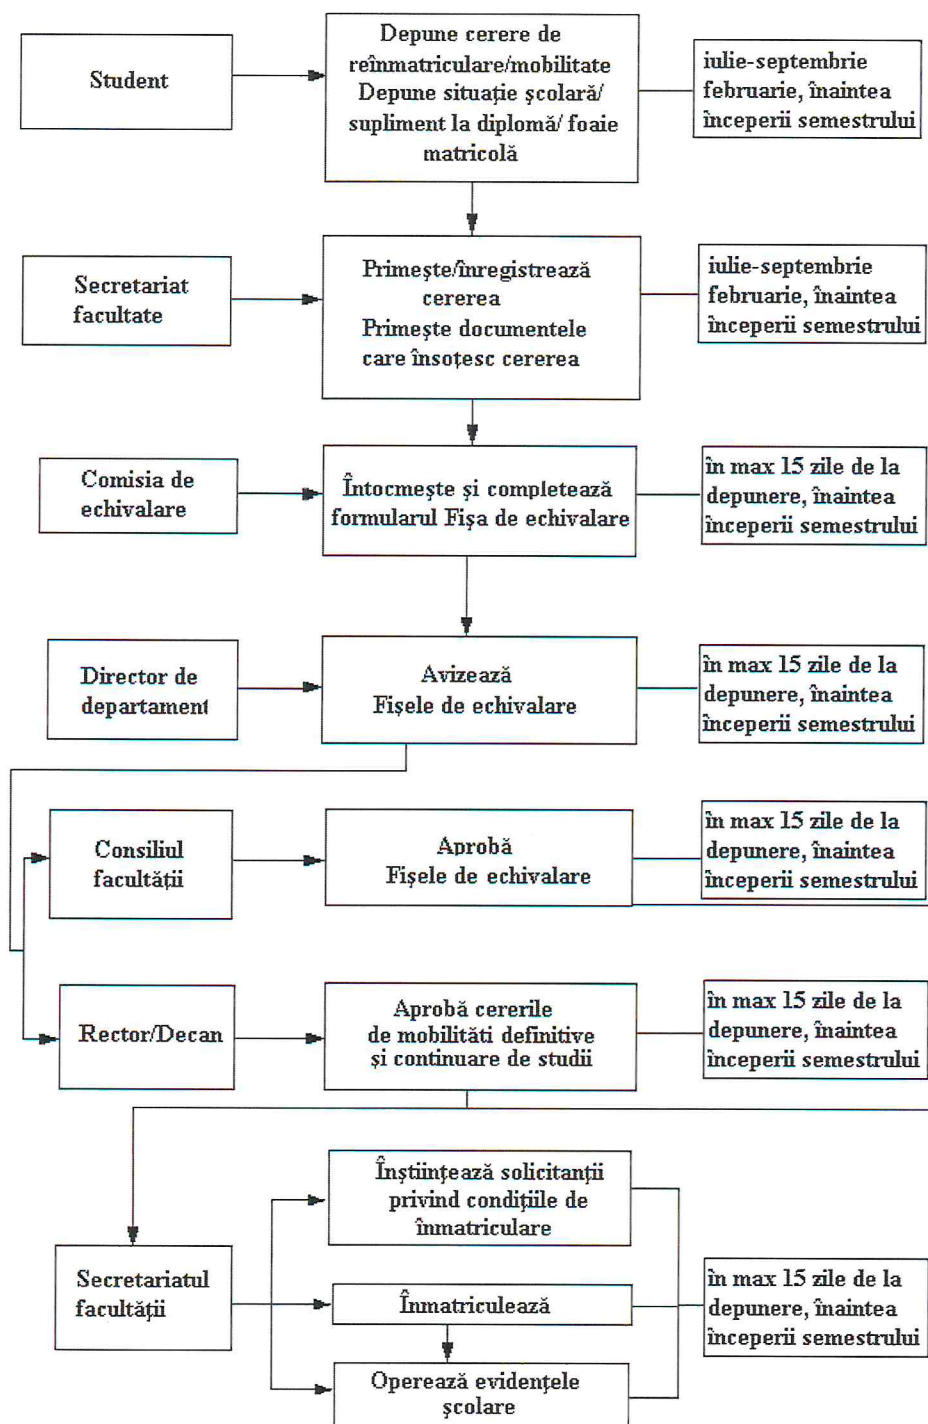 Student
Depune cerere de
reînmatriculare/mobilitate
Depune situație școlară/
supliment la diplomă/ foaie
matricolă
iulie-septembrie
februarie, înaintea
începerii semestrului
Secretariat
facultate
Primește/înregistrează
cererea
Primește documentele
care însoțesc cererea
iulie-septembrie
februarie, înaintea
începerii semestrului
Comisia de
echivalare
Întocmește și completează
formularul Fișa de echivalare
în max 15 zile de la
depunere, înaintea
începerii semestrului
Director de
departament
Avizează
Fișele de echivalare
în max 15 zile de la
depunere, înaintea
începerii semestrului
Consiliul
facultății
Aprobă
Fișele de echivalare
în max 15 zile de la
depunere, înaintea
începerii semestrului
Rector/Decan
Aprobă cererile
de mobilităti definitive
și continuare de studii
în max 15 zile de la
depunere, înaintea
începerii semestrului
Secretariatul
facultății
Înștiințează solicitanții
privind condițiile de
înmatriculare
Înmatriculează
Operează evidențele
școlare
în max 15 zile de la
depunere, înaintea
începerii semestrului